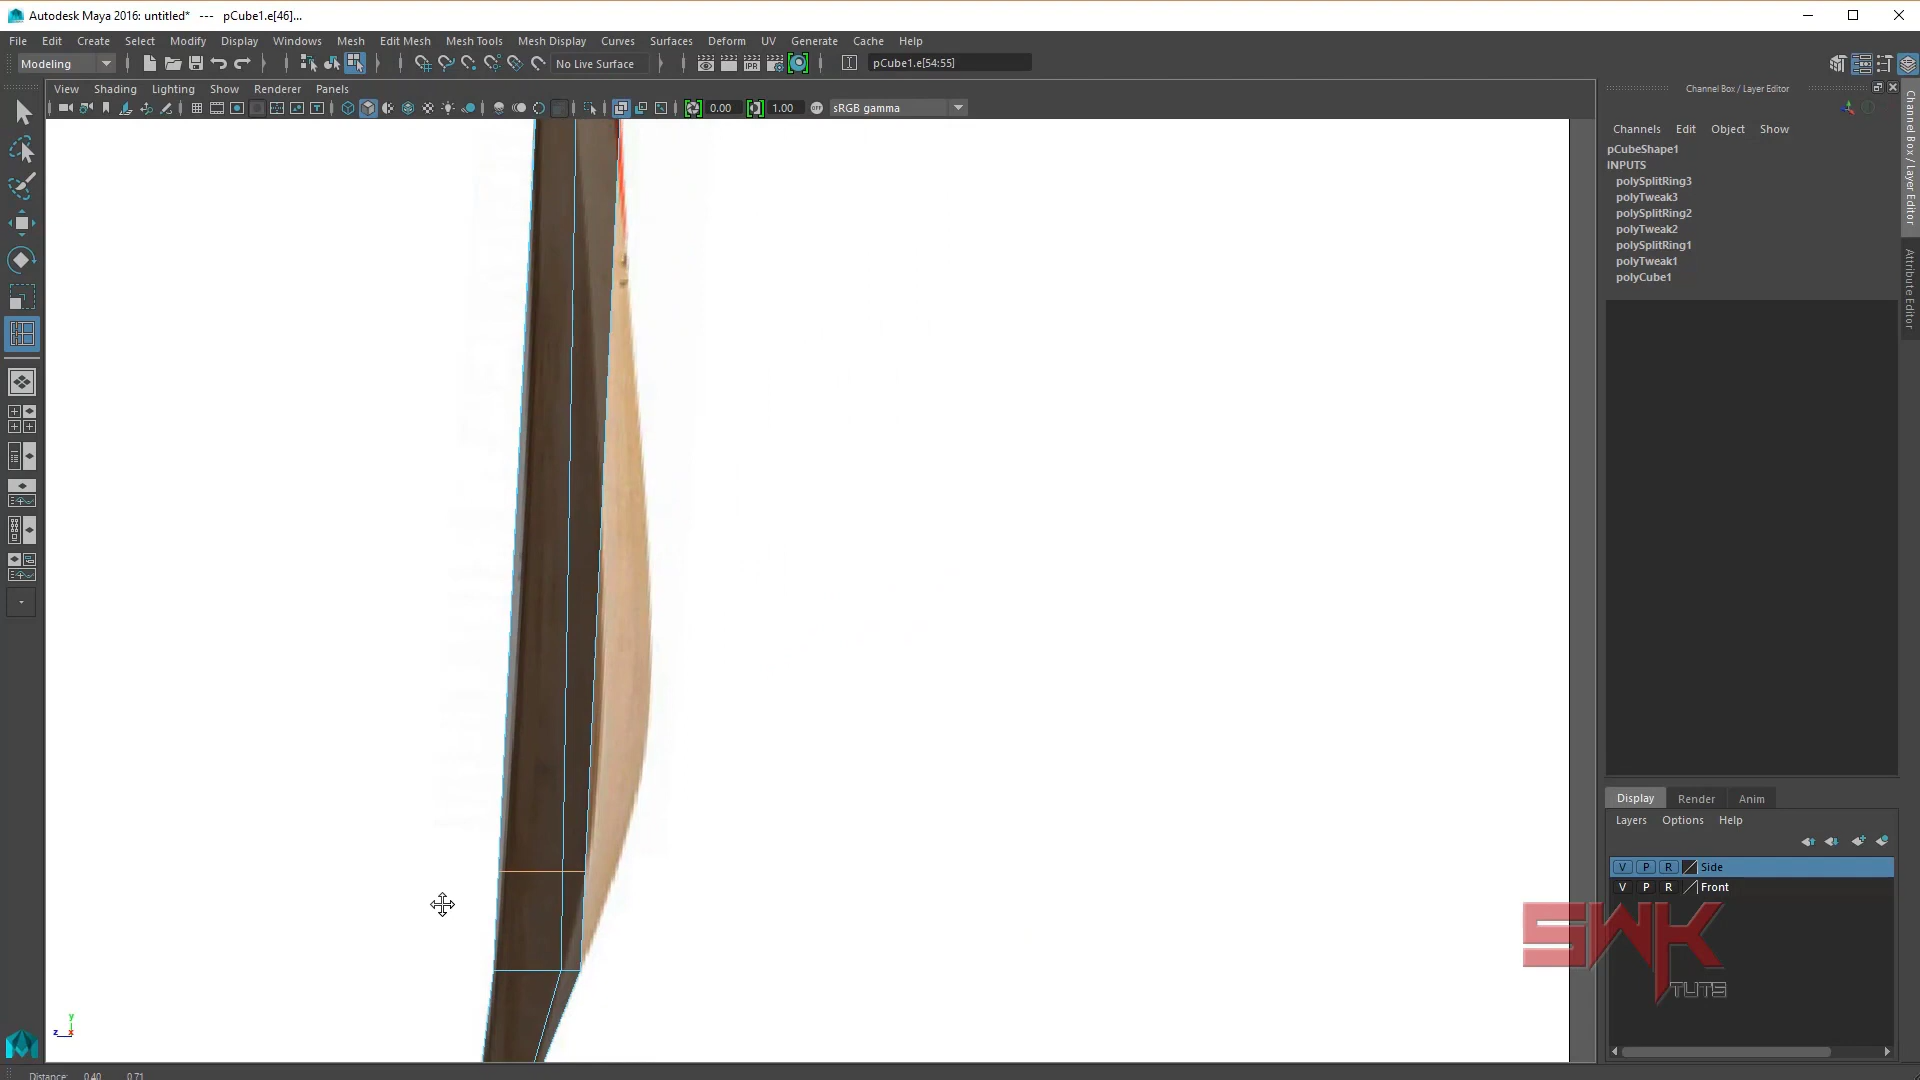 Autodesk Maya 2016: untitled*   ---   pCube1.e[46]...
File Edit Create Select Modify Display Windows Mesh Edit Mesh Mesh Tools Mesh Display Curves Surfaces Deform UV Generate Cache Help
Modeling No Live Surface IPR pCube1.e[54:55]
View Shading Lighting Show Renderer Panels
0.00 1.00 sRGB gamma
Channel Box / Layer Editor
Channels Edit Object Show
pCubeShape1
INPUTS
polySplitRing3
polyTweak3
polySplitRing2
polyTweak2
polySplitRing1
polyTweak1
polyCube1
Channel Box / Layer Editor
Attribute Editor
Display Render Anim
Layers Options Help
V P R Side
V P R Front
SWK
TUTS
y
z x
Distance: 0.40 0.71